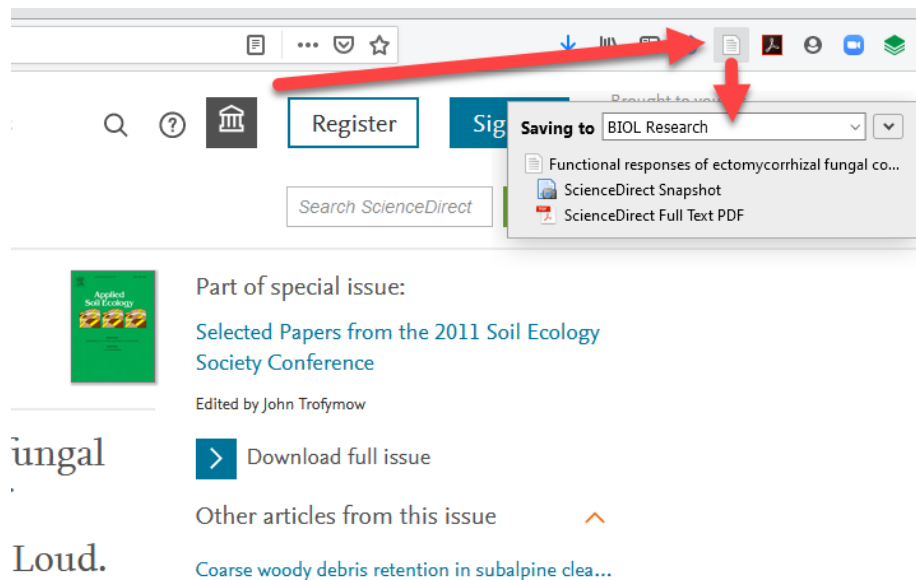 Brought to you
Register
Sig
Saving to BIOL Research
Functional responses of ectomycorrhizal fungal co...
ScienceDirect Snapshot
ScienceDirect Full Text PDF
Search ScienceDirect
Applied
Soil Ecology
Part of special issue:
Selected Papers from the 2011 Soil Ecology
Society Conference
Edited by John Trofymow
fungal
Download full issue
Other articles from this issue
Loud.
Coarse woody debris retention in subalpine clea...